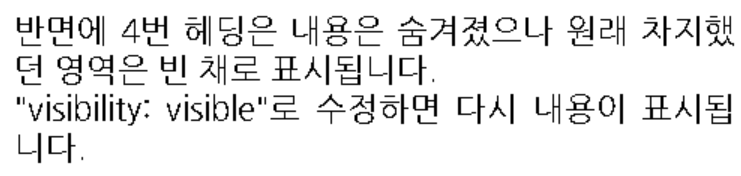 반면에 4번 헤딩은 내용은 숨겨졌으나 원래 차지했
던 영역은 빈 채로 표시됩니다.
"visibility: visible"로 수정하면 다시 내용이 표시됩
니다.